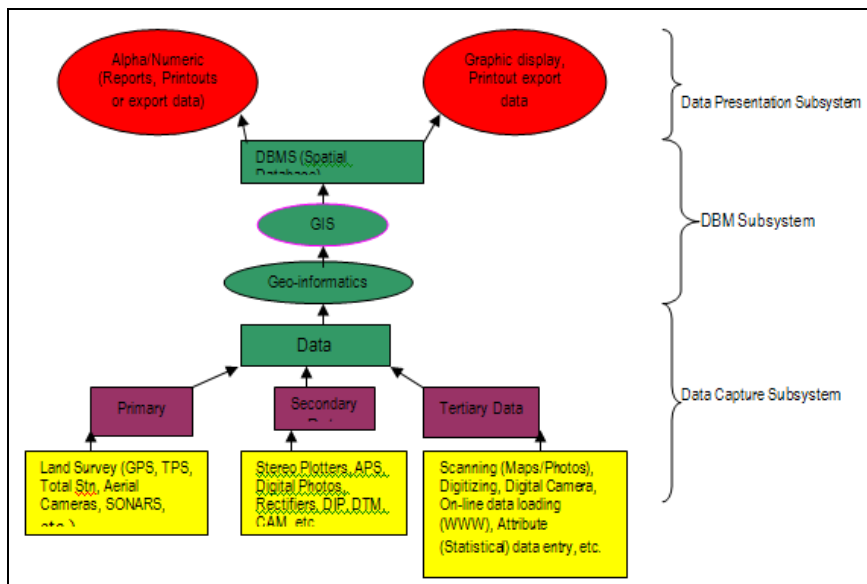 Alpha/Numeric
(Reports, Printouts
or export data)
Graphic display,
Printout export
data
Data Presentation Subsystem
DBMS (Spatial
Database)
GIS
DBM Subsystem
Geo-informatics
Data
Data Capture Subsystem
Primary
Secondary
Tertiary Data
Land Survey (GPS, TPS,
Total Stn, Aerial
Cameras, SONARS,
etc.)
Stereo Plotters, APS,
Digital Photos,
Rectifiers, DIP, DTM,
CAM, etc
Scanning (Maps/Photos),
Digitizing, Digital Camera,
On-line data loading
(WWW), Attribute
(Statistical) data entry, etc.